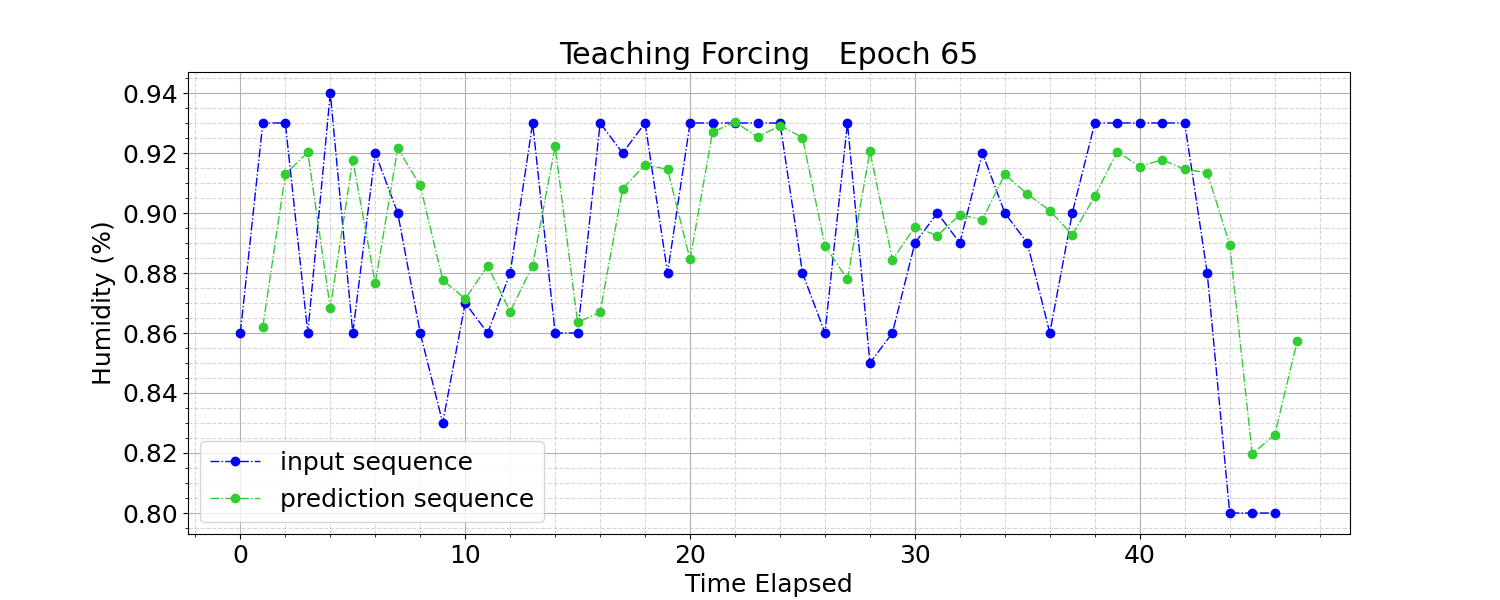 Teaching Forcing   Epoch 65
Humidity (%)
0.94
0.92
0.90
0.88
0.86
0.84
0.82
0.80
input sequence
prediction sequence
0 10 20 30 40
Time Elapsed